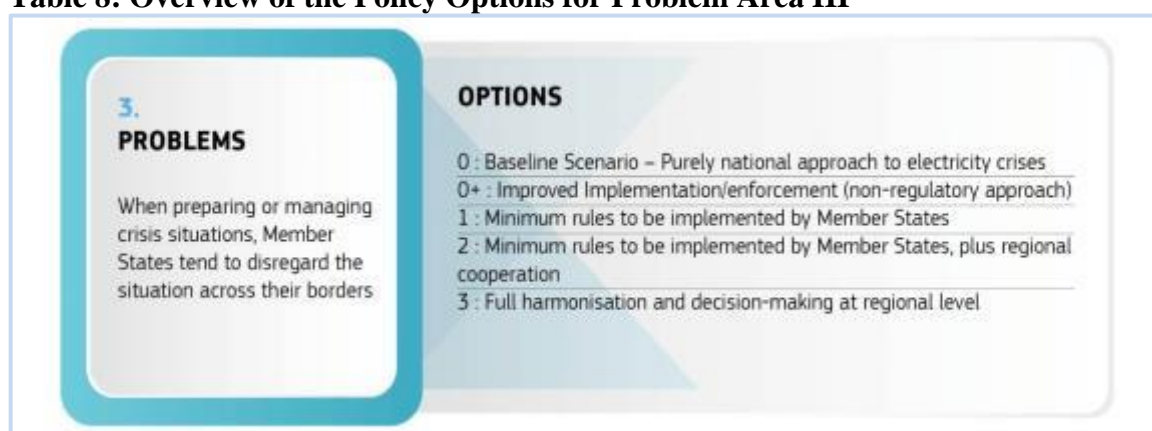 Table 8: Overview of the Policy Options for Problem Area III
3.
PROBLEMS
When preparing or managing
crisis situations, Member
States tend to disregard the
situation across their borders
OPTIONS
0 : Baseline Scenario – Purely national approach to electricity crises
0+ : Improved Implementation/enforcement (non-regulatory approach)
1 : Minimum rules to be implemented by Member States
2 : Minimum rules to be implemented by Member States, plus regional
cooperation
3 : Full harmonisation and decision-making at regional level